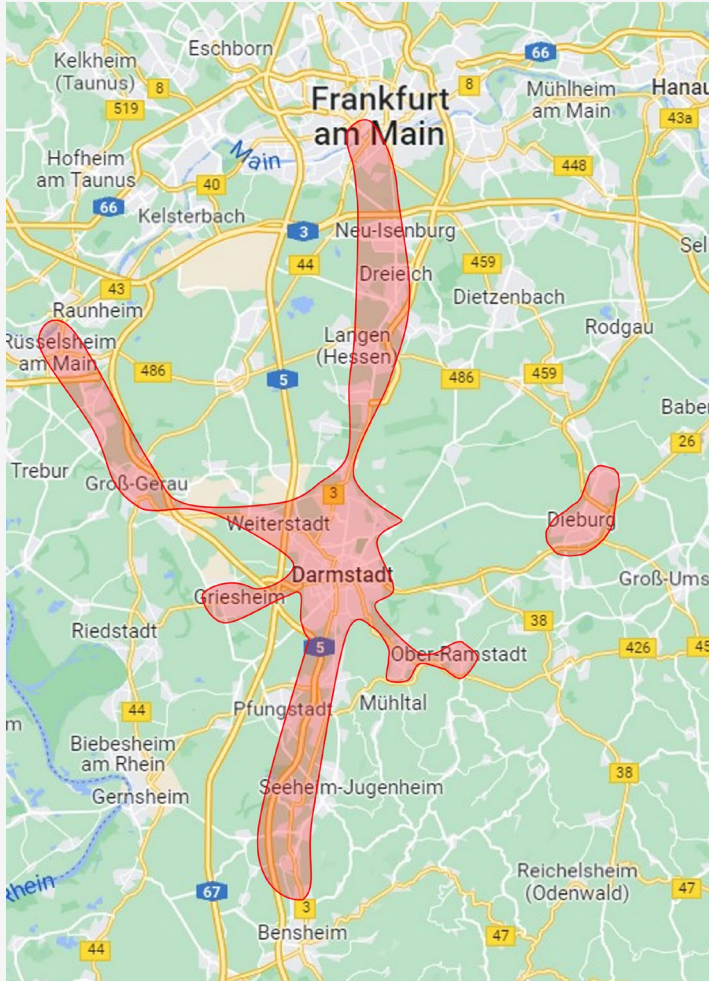 Eschborn
66
Kelkheim
(Taunus)
8
8
Mühlheim
am Main
Hanau
519
Frankfurt
am Main
43a
Main
Hofheim
am Taunus
448
40
66
Kelsterbach
3
Neu-Isenburg
44
459
Sel
Dreieich
43
Dietzenbach
Raunheim
Rodgau
Rüsselsheim
am Main
Langen
(Hessen)
486
5
486
459
Baben
26
Trebur
Groß-Gerau
3
Weiterstadt
Dieburg
Darmstadt
Groß-Ums
Griesheim
Riedstadt
38
5
Ober-Ramstadt
426
45
Mühltal
44
Pfungstadt
m
Biebesheim
am Rhein
38
Gernsheim
Seeheim-Jugenheim
Rhein
67
Reichelsheim
(Odenwald)
47
3
Bensheim
47
44